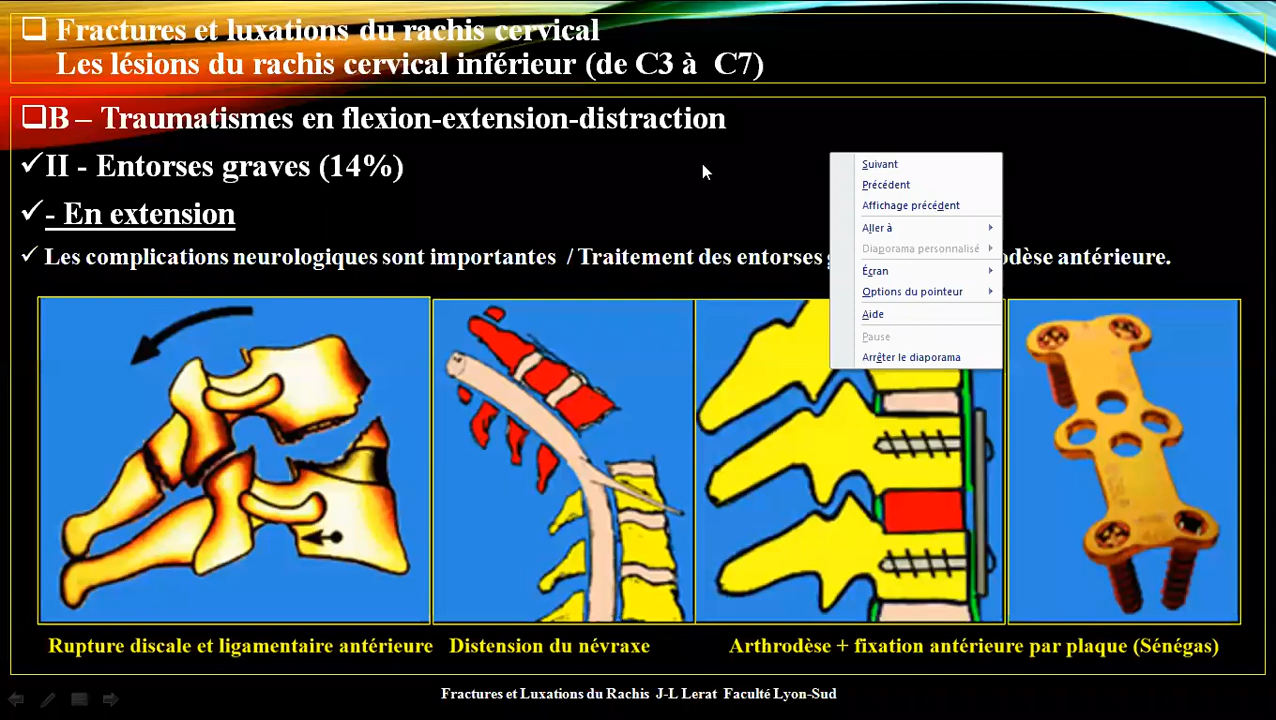 Fractures et luxations du rachis cervical
Les lésions du rachis cervical inférieur (de C3 à C7)
B – Traumatismes en flexion-extension-distraction
II - Entorses graves (14%)
- En extension
Les complications neurologiques sont importantes / Traitement des entorses
dèse antérieure.
Suivant
Précédent
Affichage précédent
Aller à
Diaporama personnalisé
Écran
Options du pointeur
Aide
Pause
Arrêter le diaporama
Rupture discale et ligamentaire antérieure
Distension du névraxe
Arthrodèse + fixation antérieure par plaque (Sénégas)
Fractures et Luxations du Rachis J-L Lerat Faculté Lyon-Sud